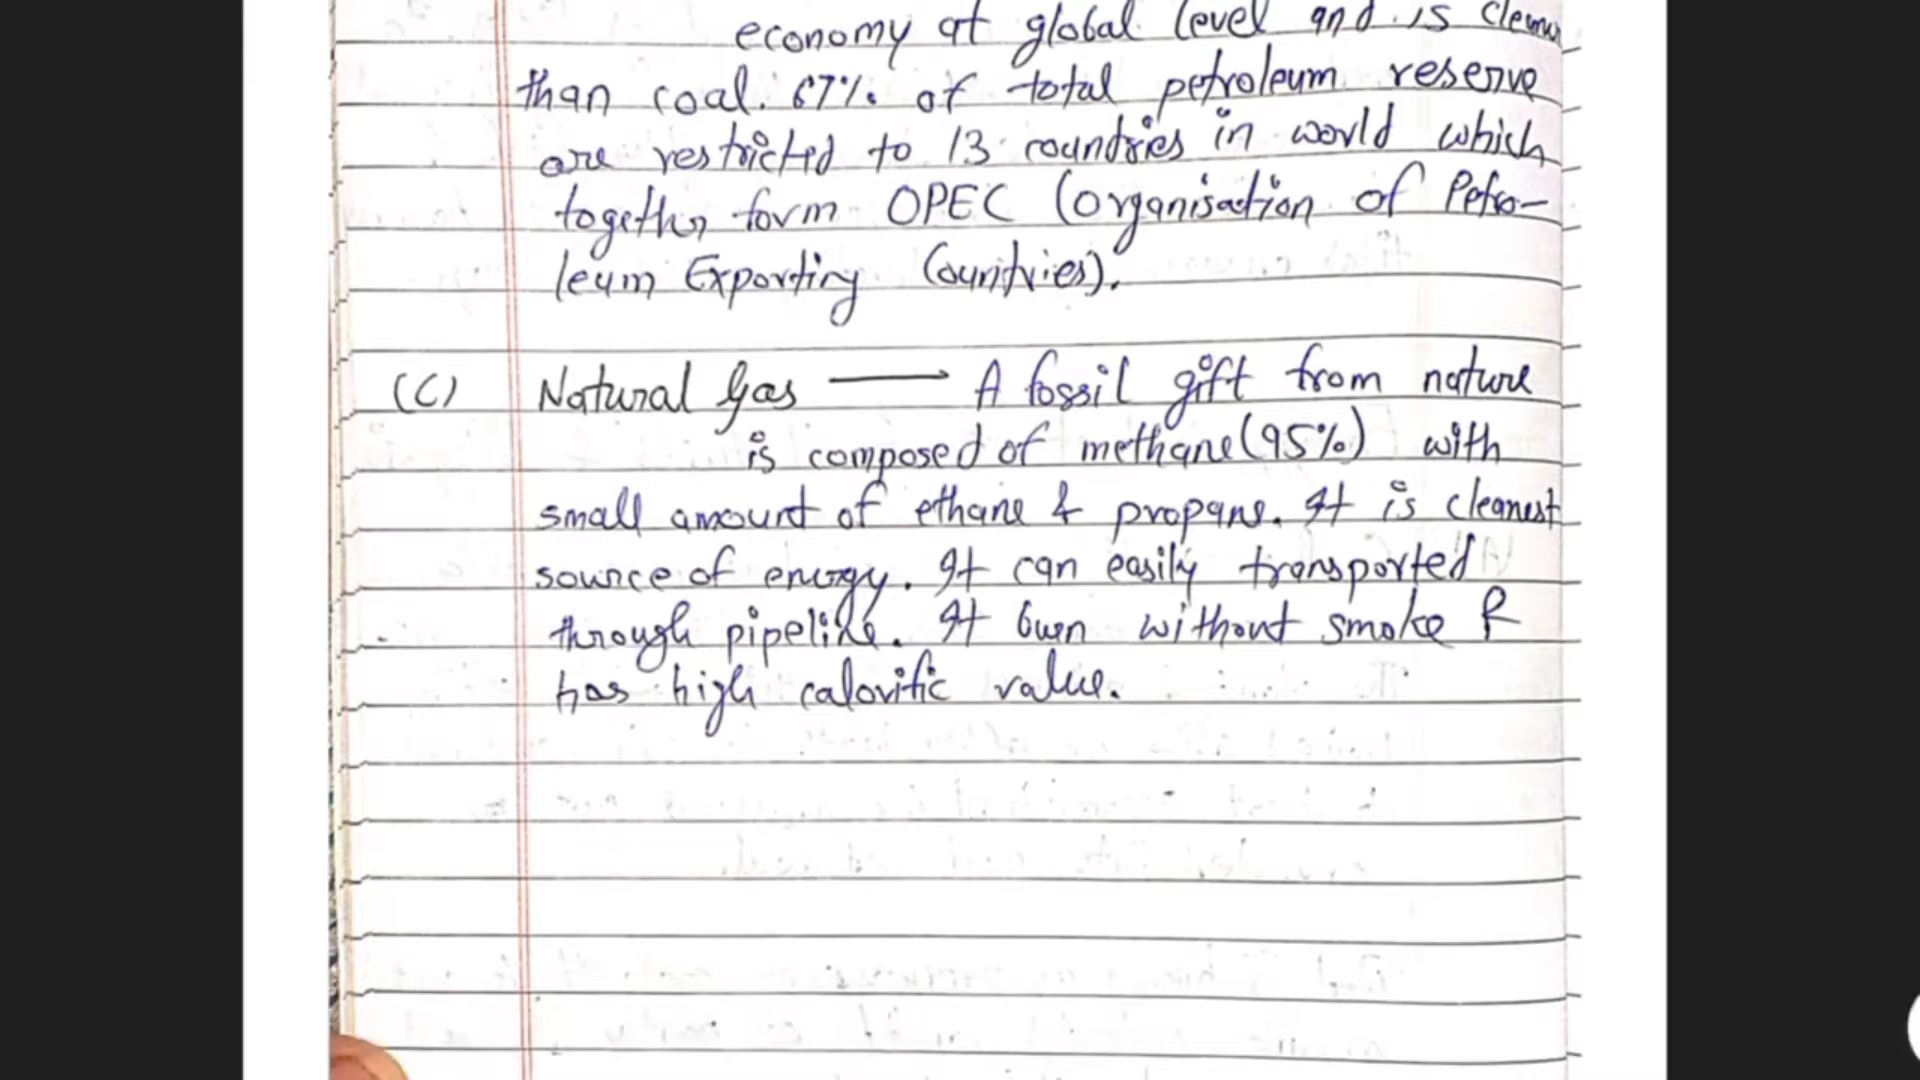 economy at global level and is cleaner
than coal. 67% of total petroleum reserve
are restricted to 13 countries in world which
together form OPEC (Organisation of Petro-
leum Exporting Countries).
(C) Natural Gas → A fossil gift from nature
is composed of methane (95%) with
small amount of ethane & propane. It is cleanest
source of energy. It can easily transported
through pipeline. It burn without smoke &
has high calorific value.